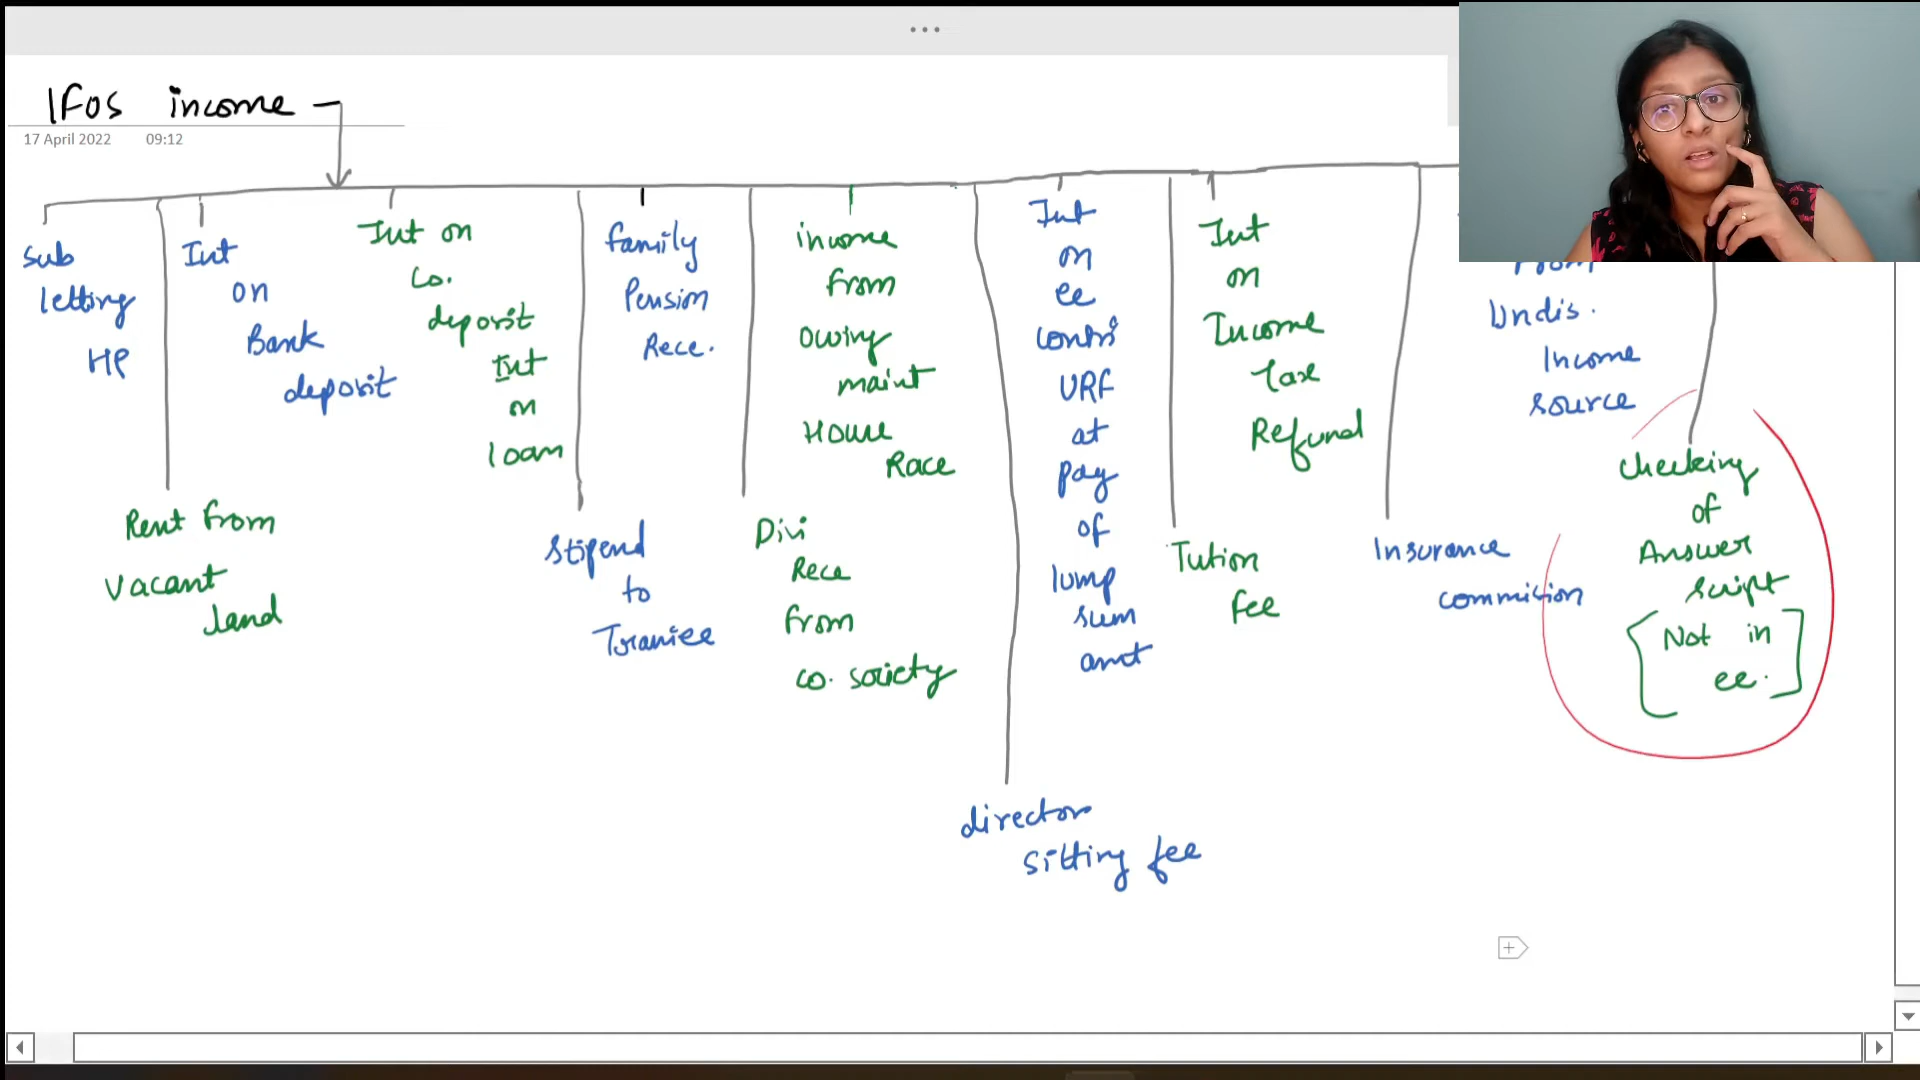 IFOS income
17 April 2022 09:12
Sub
letting
HP
Rent from
vacant
land
Int
on
Bank
deposit
Int on
co.
deposit
Int
on
loan
Stipend
to
Traniee
family
Pension
Rece.
Divi
Rece
from
co. society
income
from
owing
maint
House
Race
director
sitting fee
Int
on
ee
contri
URF
at
pay
of
lump
sum
amt
Tution
fee
Int
on
Income
Tax
Refund
Insurance
commision
From
Undis.
Income
source
checking
of
Answer
script
[Not in
ee.]